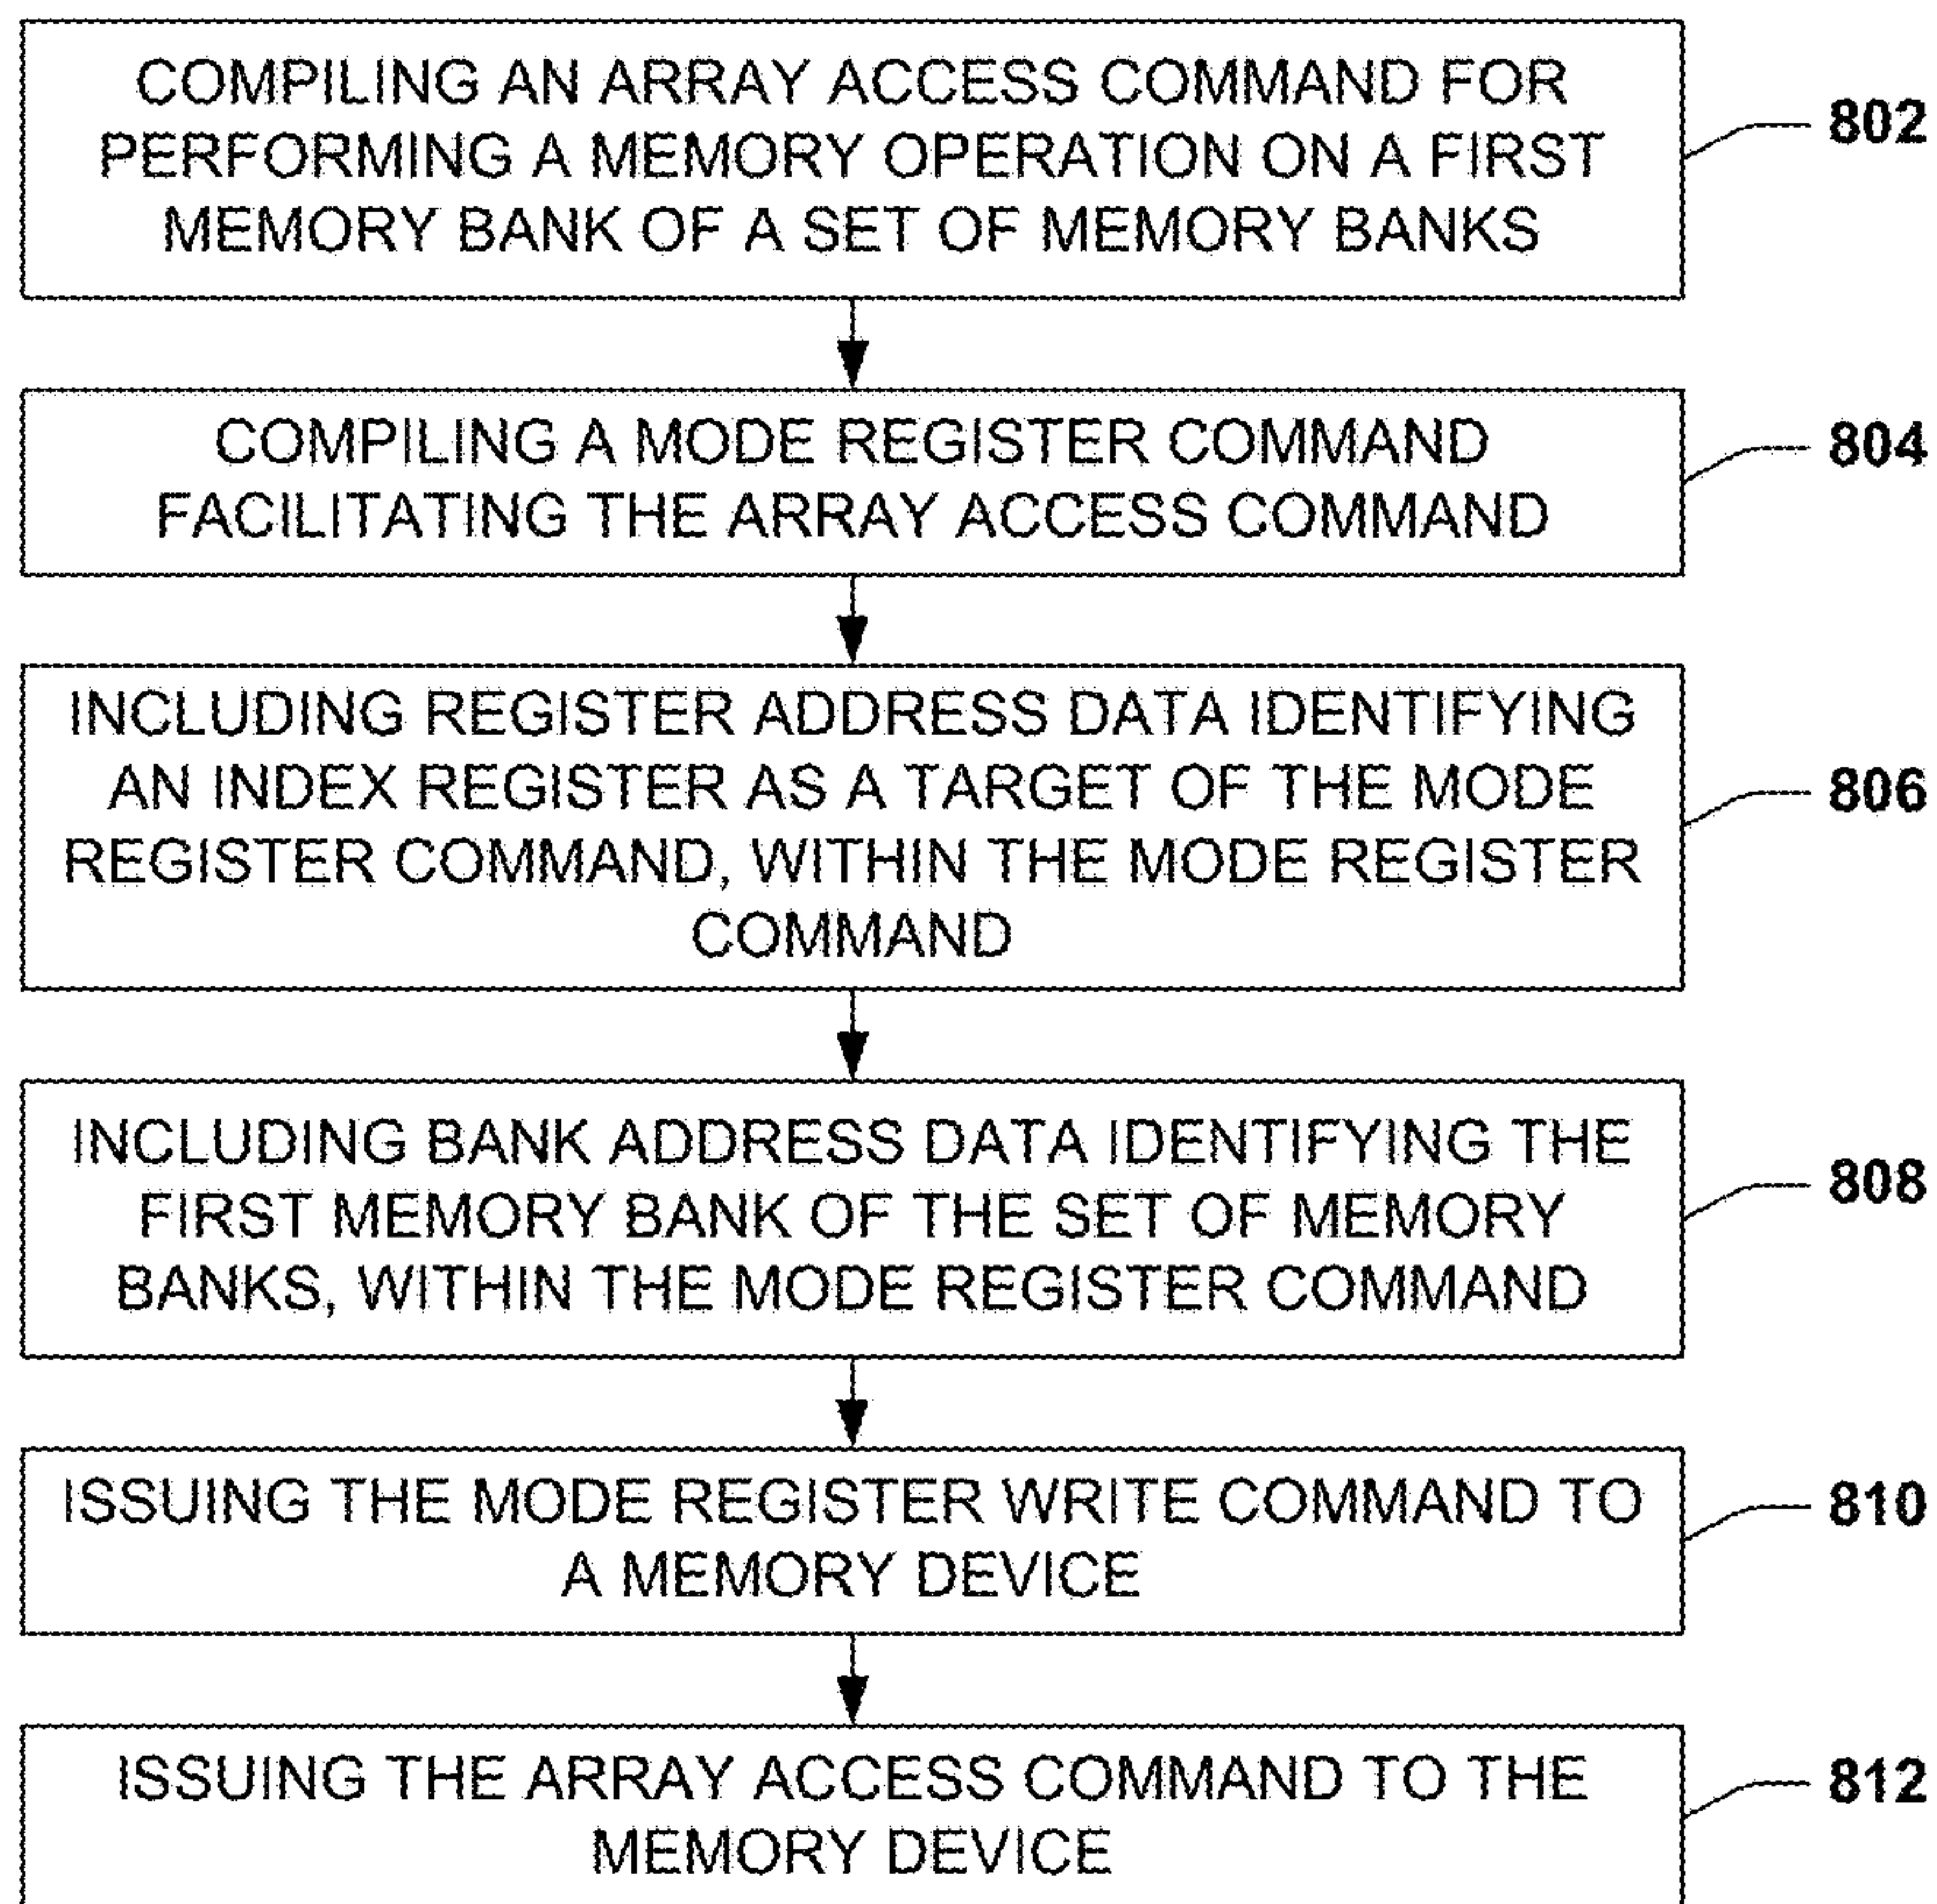 COMPILING AN ARRAY ACCESS COMMAND FOR
PERFORMING A MEMORY OPERATION ON A FIRST
MEMORY BANK OF A SET OF MEMORY BANKS
802
COMPILING A MODE REGISTER COMMAND
FACILITATING THE ARRAY ACCESS COMMAND
804
INCLUDING REGISTER ADDRESS DATA IDENTIFYING
AN INDEX REGISTER AS A TARGET OF THE MODE
REGISTER COMMAND, WITHIN THE MODE REGISTER
COMMAND
806
INCLUDING BANK ADDRESS DATA IDENTIFYING THE
FIRST MEMORY BANK OF THE SET OF MEMORY
BANKS, WITHIN THE MODE REGISTER COMMAND
808
ISSUING THE MODE REGISTER WRITE COMMAND TO
A MEMORY DEVICE
810
ISSUING THE ARRAY ACCESS COMMAND TO THE
MEMORY DEVICE
812